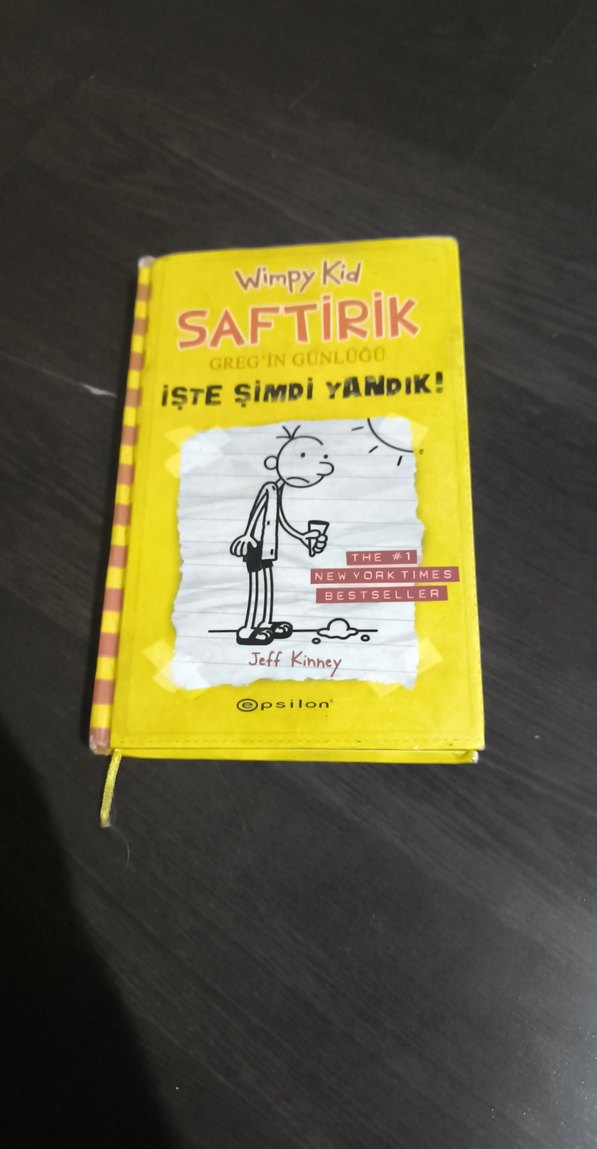 Wimpy Kid
SAFTİRİK
GREG'İN GÜNLÜĞÜ
İŞTE ŞİMDİ YANDIK!
THE #1
NEW YORK TIMES
BESTSELLER
Jeff Kinney
epsilon